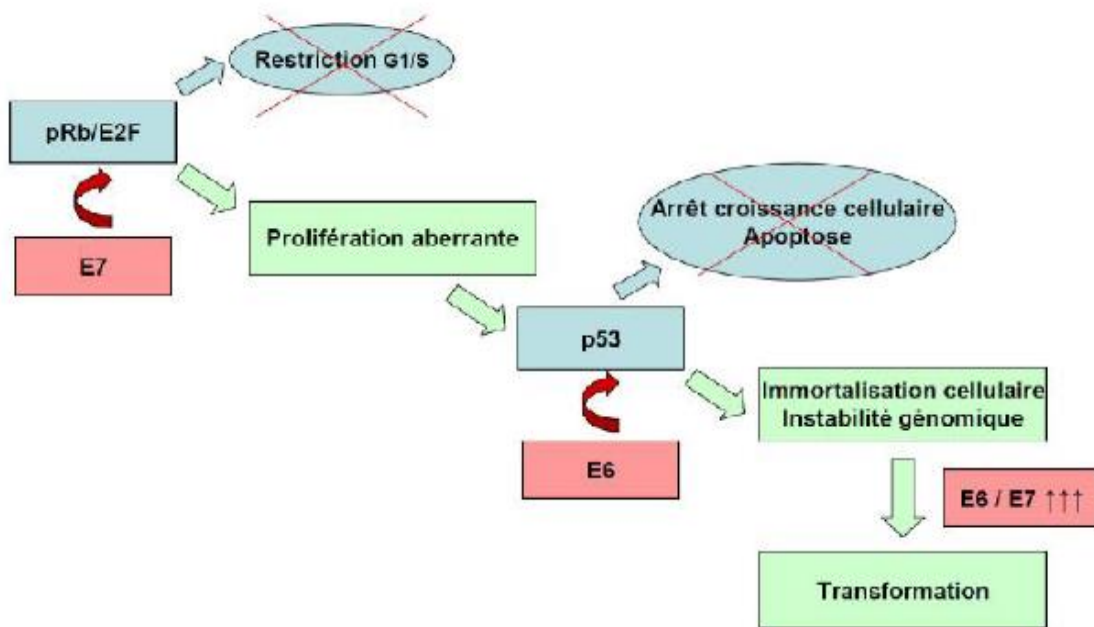 Restriction G1/S
pRb/E2F
Prolifération aberrante
E7
Arrêt croissance cellulaire
Apoptose
p53
Immortalisation cellulaire
Instabilité génomique
E6
E6 / E7 ↑↑↑
Transformation